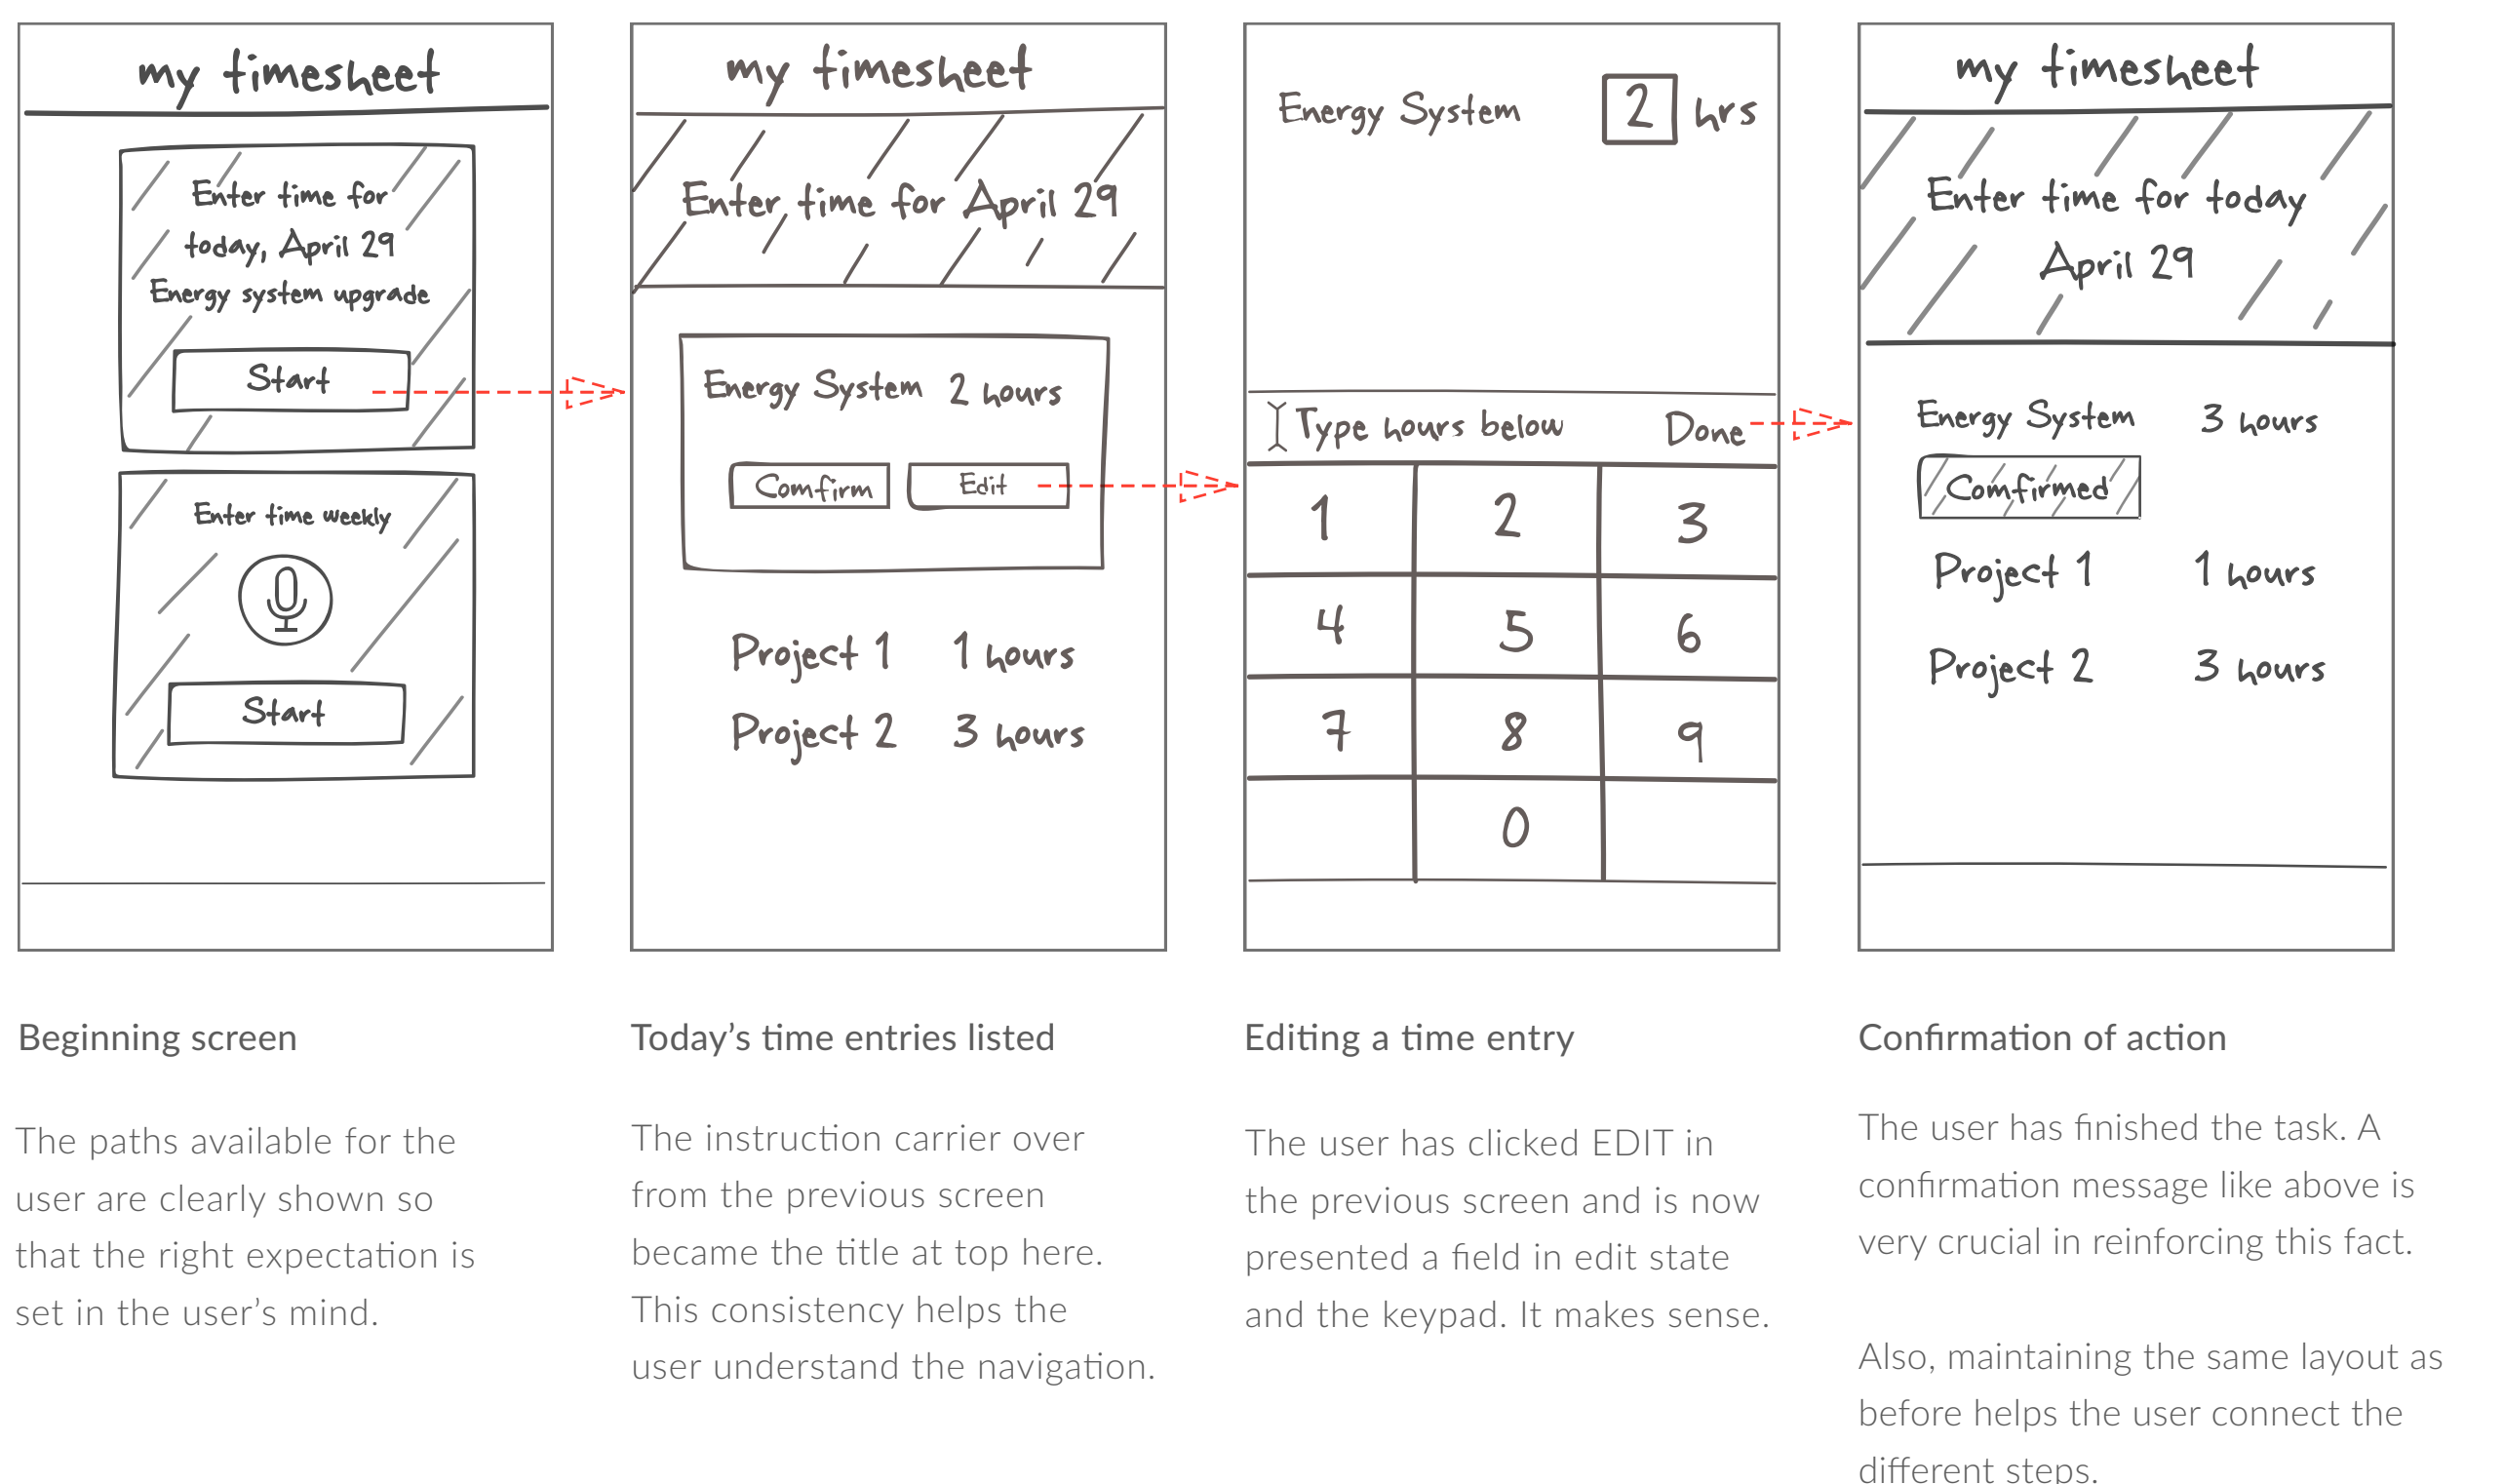 my timesheet
Enter time for
today, April 29
Energy system upgrade
Start
Enter time weekly
Start
my timesheet
Enter time for April 29
Energy System 2 hours
Comfirm Edit
Project 1 1 hours
Project 2 3 hours
Energy System 2 hrs
Type hours below Done
1 2 3
4 5 6
7 8 9
0
my timesheet
Enter time for today
April 29
Energy System 3 hours
Comfirmed
Project 1 1 hours
Project 2 3 hours
Beginning screen
The paths available for the
user are clearly shown so
that the right expectation is
set in the user’s mind.
Today’s time entries listed
The instruction carrier over
from the previous screen
became the title at top here.
This consistency helps the
user understand the navigation.
Editing a time entry
The user has clicked EDIT in
the previous screen and is now
presented a field in edit state
and the keypad. It makes sense.
Confirmation of action
The user has finished the task. A
confirmation message like above is
very crucial in reinforcing this fact.
Also, maintaining the same layout as
before helps the user connect the
different steps.